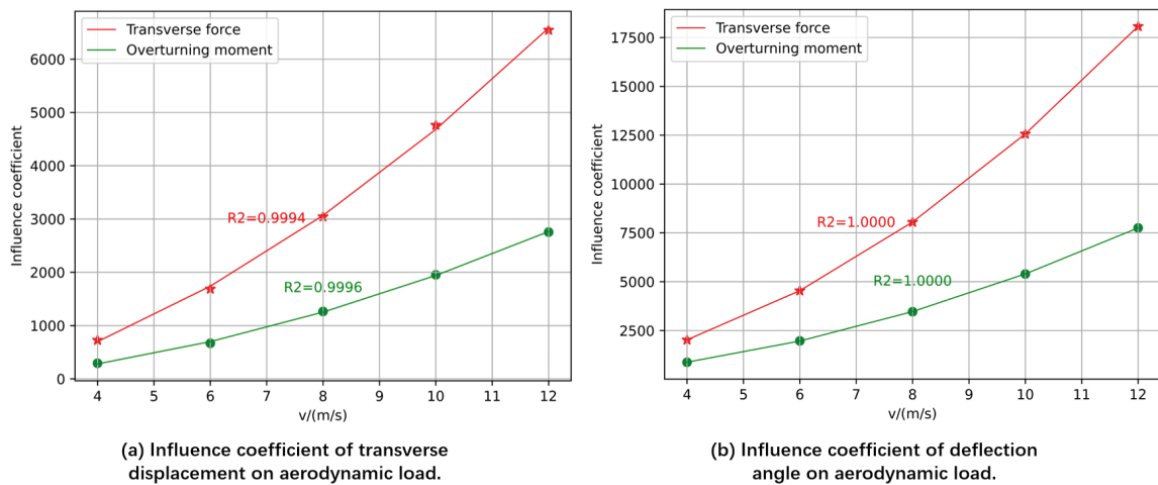 Transverse force
Overturning moment
6000
5000
4000
3000
2000
1000
0
Influence coefficient
R2=0.9994
R2=0.9996
4 5 6 7 8 9 10 11 12
v/(m/s)
(a) Influence coefficient of transverse
displacement on aerodynamic load.
Transverse force
Overturning moment
17500
15000
12500
10000
7500
5000
2500
Influence coefficient
R2=1.0000
R2=1.0000
4 5 6 7 8 9 10 11 12
v/(m/s)
(b) Influence coefficient of deflection
angle on aerodynamic load.